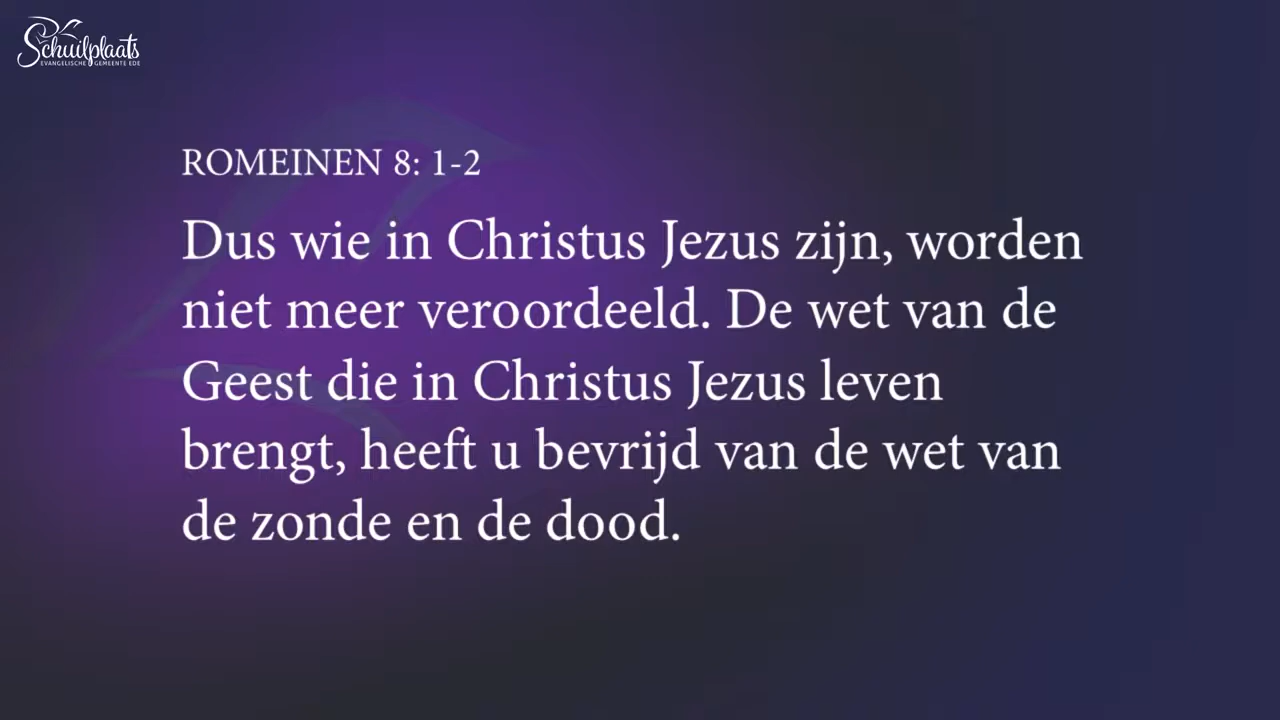 Schuilplaats
EVANGELISCHE GEMEENTE EDE
ROMEINEN 8: 1-2
Dus wie in Christus Jezus zijn, worden
niet meer veroordeeld. De wet van de
Geest die in Christus Jezus leven
brengt, heeft u bevrijd van de wet van
de zonde en de dood.